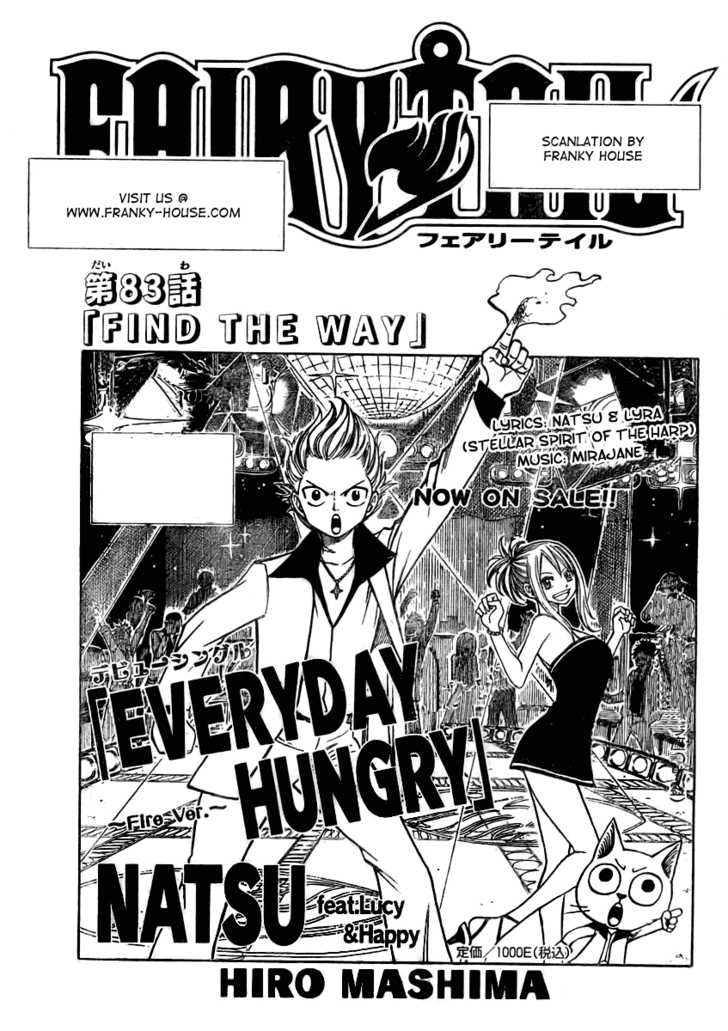 FAIRY TAIL
SCANLATION BY
FRANKY HOUSE
VISIT US @
WWW.FRANKY-HOUSE.COM
フェアリーテイル
だい わ
第83話
「FIND THE WAY」
LYRICS: NATSU & LYRA
(STELLAR SPIRIT OF THE HARP)
MUSIC: MIRAJANE
NOW ON SALE!!
デビューシングル
「EVERYDAY
HUNGRY」
～Fire-Ver.～
NATSU
feat:Lucy
&Happy
定価／1000E(税込)
HIRO MASHIMA